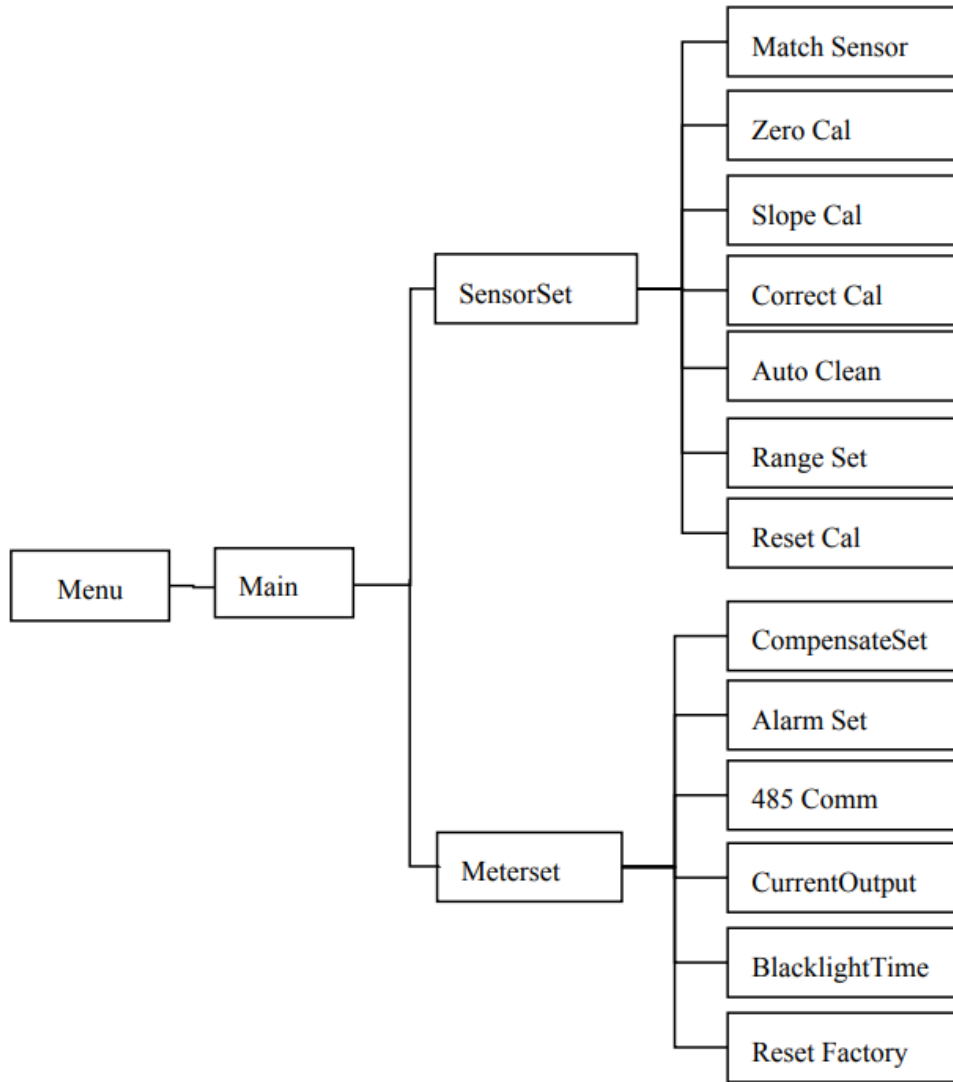 Match Sensor
Zero Cal
Slope Cal
SensorSet
Correct Cal
Auto Clean
Range Set
Reset Cal
Menu
Main
CompensateSet
Alarm Set
485 Comm
Meterset
CurrentOutput
BlacklightTime
Reset Factory